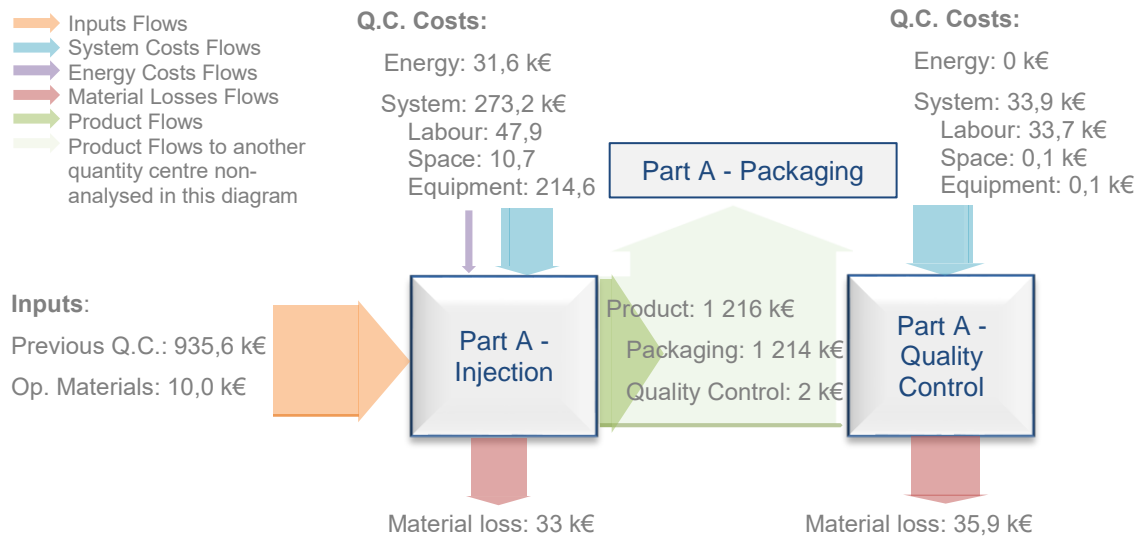 Inputs Flows
System Costs Flows
Energy Costs Flows
Material Losses Flows
Product Flows
Product Flows to another
quantity centre non-
analysed in this diagram
Q.C. Costs:
Energy: 31,6 k€
System: 273,2 k€
Labour: 47,9
Space: 10,7
Equipment: 214,6
Q.C. Costs:
Energy: 0 k€
System: 33,9 k€
Labour: 33,7 k€
Space: 0,1 k€
Equipment: 0,1 k€
Part A - Packaging
Inputs:
Previous Q.C.: 935,6 k€
Op. Materials: 10,0 k€
Part A -
Injection
Product: 1 216 k€
Packaging: 1 214 k€
Quality Control: 2 k€
Part A -
Quality
Control
Material loss: 33 k€
Material loss: 35,9 k€